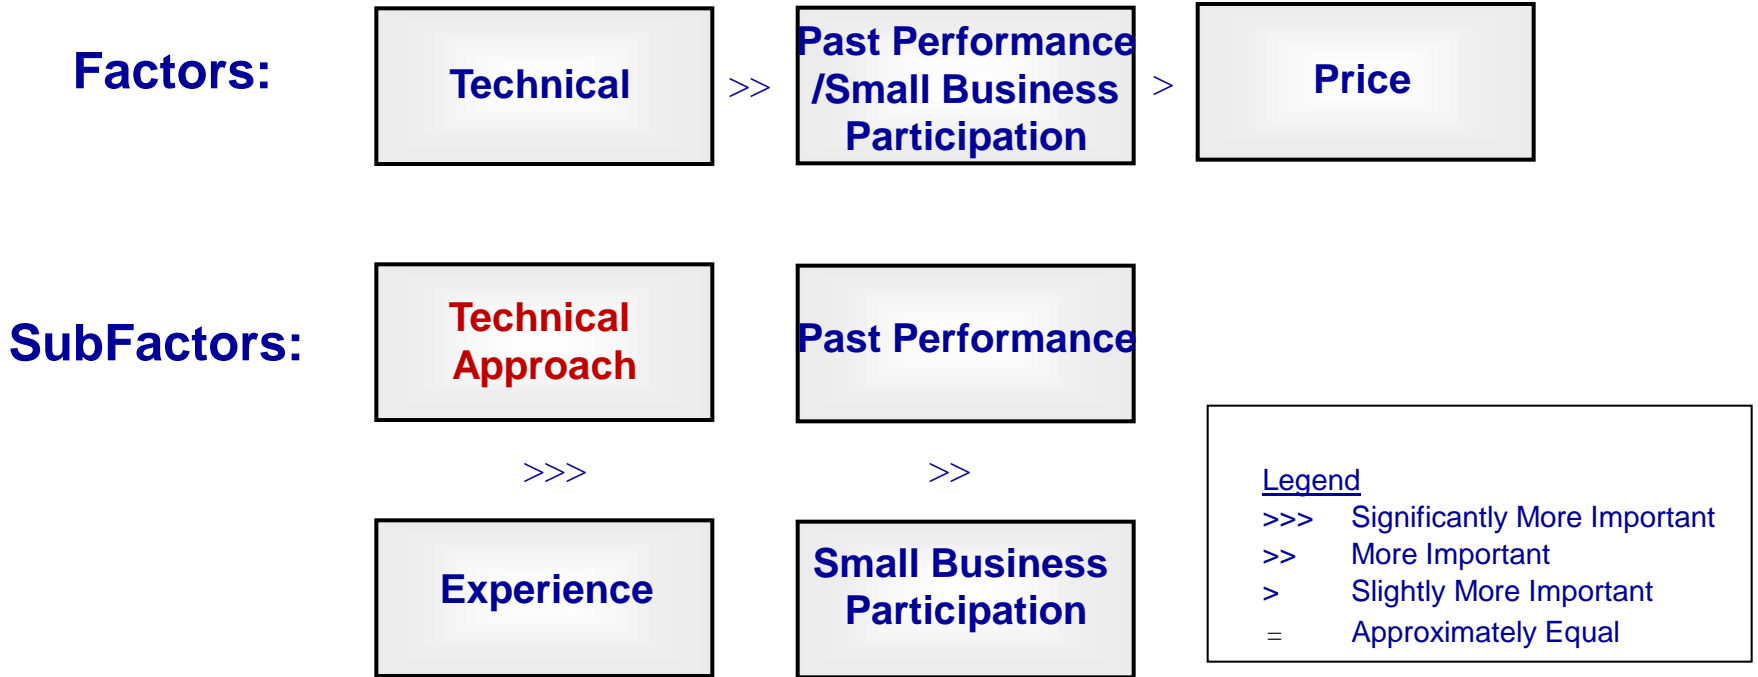 Factors:
Technical
>>
Past Performance
/Small Business
Participation
>
Price
SubFactors:
Technical
Approach
Past Performance
>>>
>>
Experience
Small Business
Participation
Legend
>>> Significantly More Important
>> More Important
> Slightly More Important
= Approximately Equal